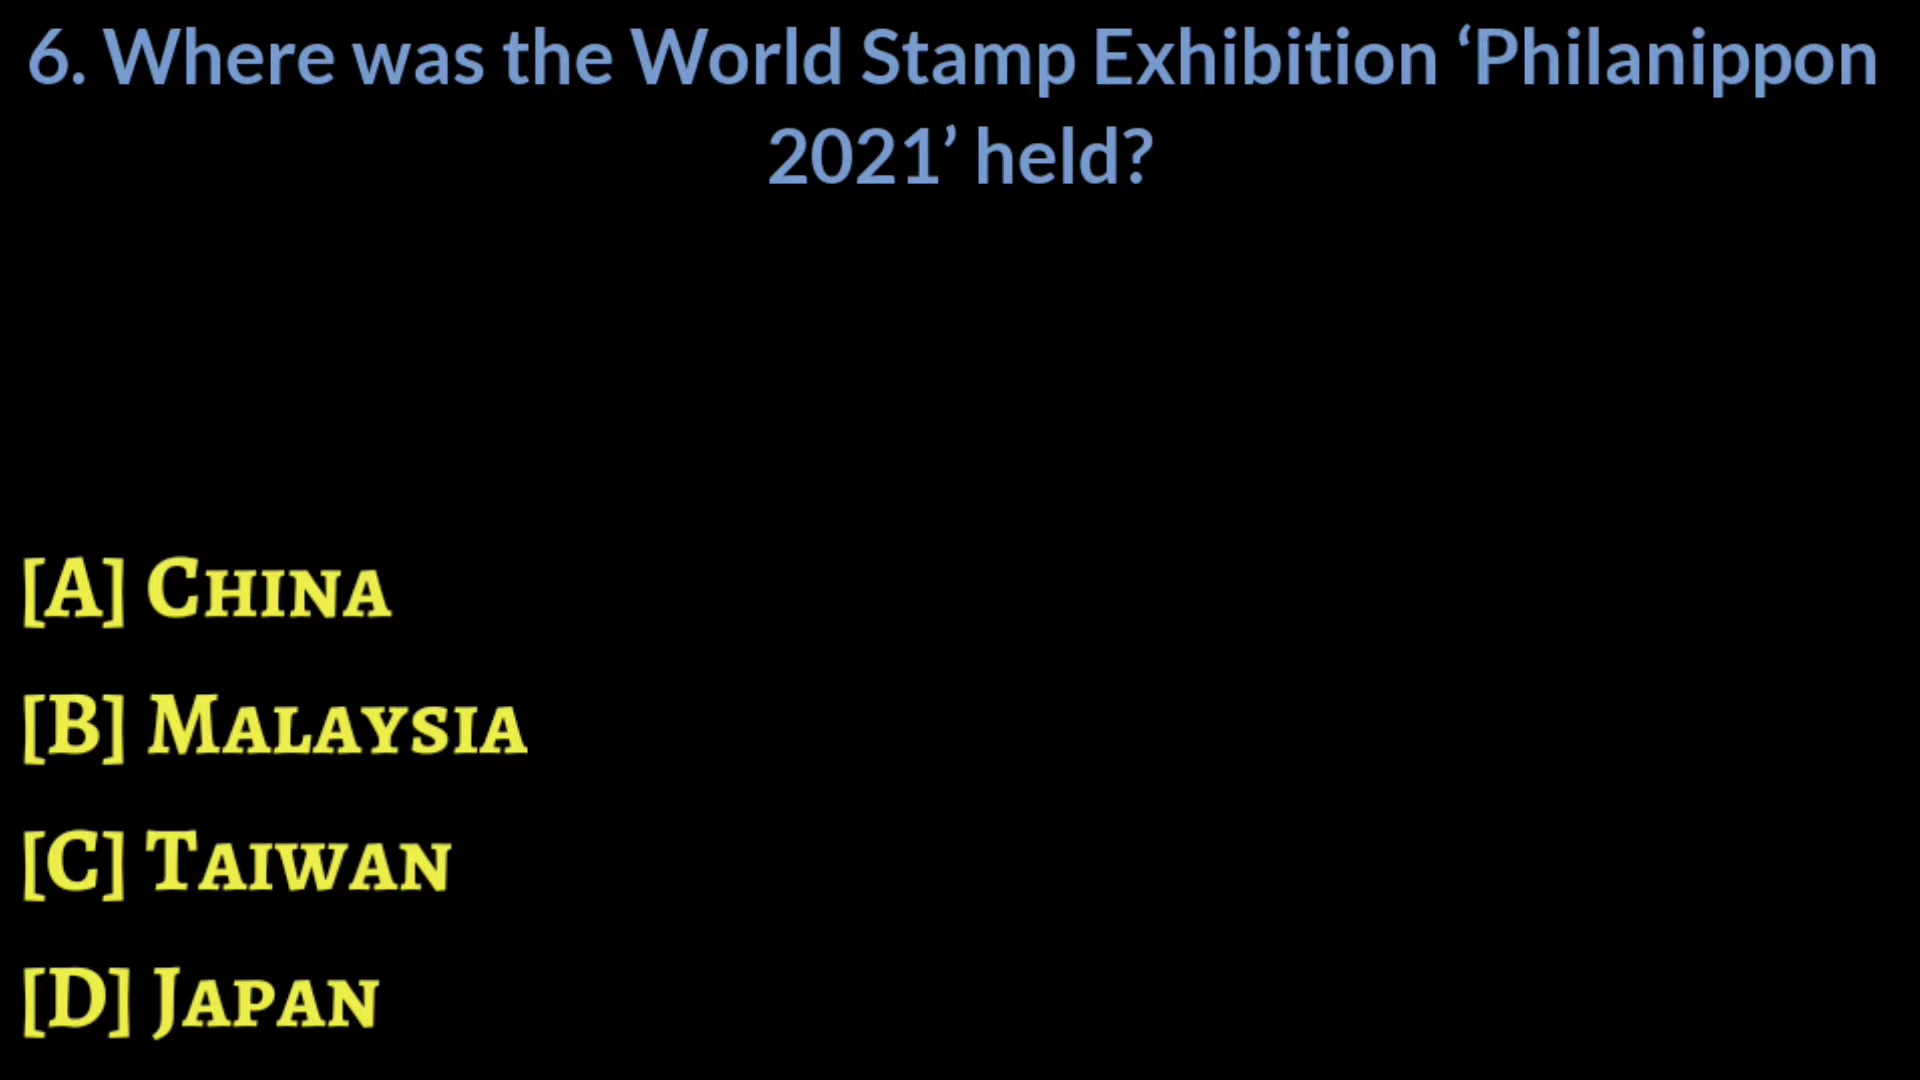 6. Where was the World Stamp Exhibition ‘Philanippon
2021’ held?
[A] China
[B] Malaysia
[C] Taiwan
[D] Japan